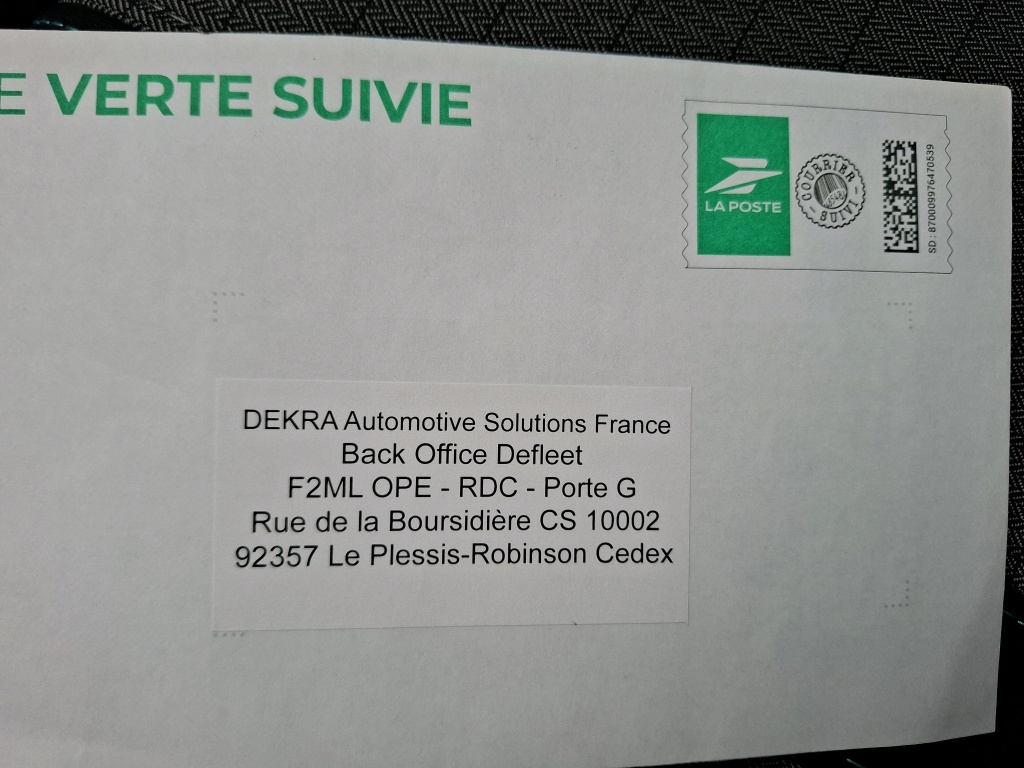 E VERTE SUIVIE
LA POSTE
COURRIER
SUIVI
SD : 87000997647053​9
DEKRA Automotive Solutions France
Back Office Defleet
F2ML OPE - RDC - Porte G
Rue de la Boursidière CS 10002
92357 Le Plessis-Robinson Cedex